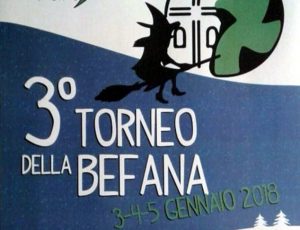 3° TORNEO
DELLA BEFANA
3-4-5 GENNAIO 2018